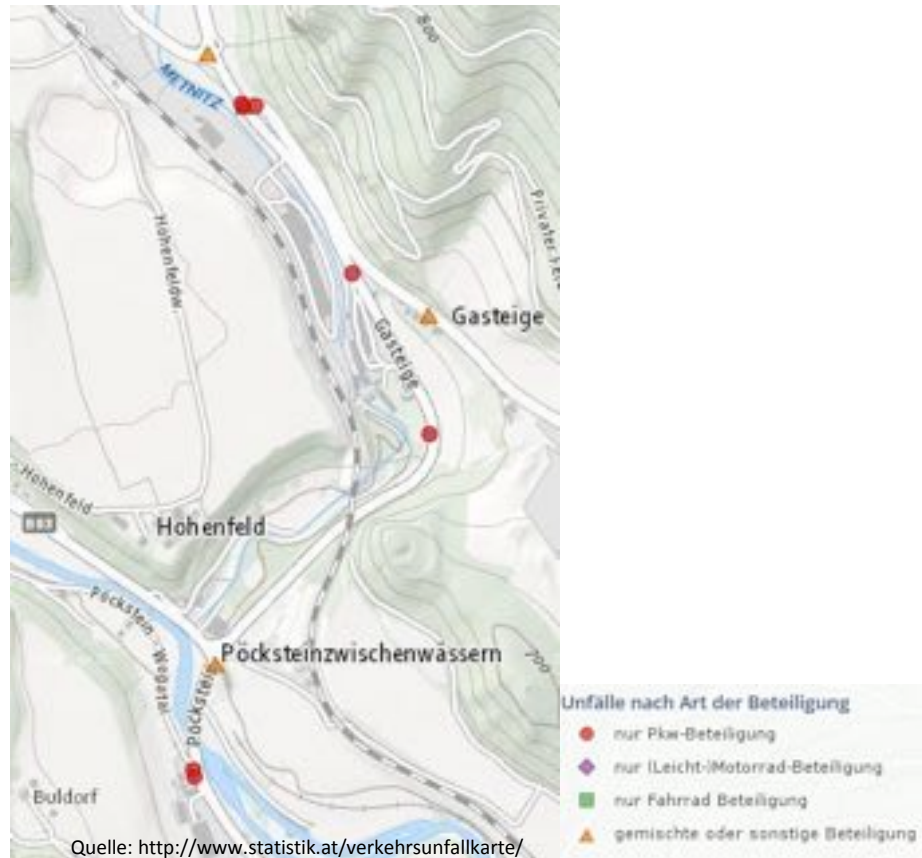 800
METNITZ
Hohenfeldw.
Privater
Gasteige
Gasteige
Hohenfeld
Hohenfeld
Pöckstein
Pöcksteinzwischenwässern
700
Pöckstein
Buldorf
Quelle: http://www.statistik.at/verkehrsunfallkarte/
Unfälle nach Art der Beteiligung
nur Pkw-Beteiligung
nur (Leicht-)Motorrad-Beteiligung
nur Fahrrad Beteiligung
gemischte oder sonstige Beteiligung